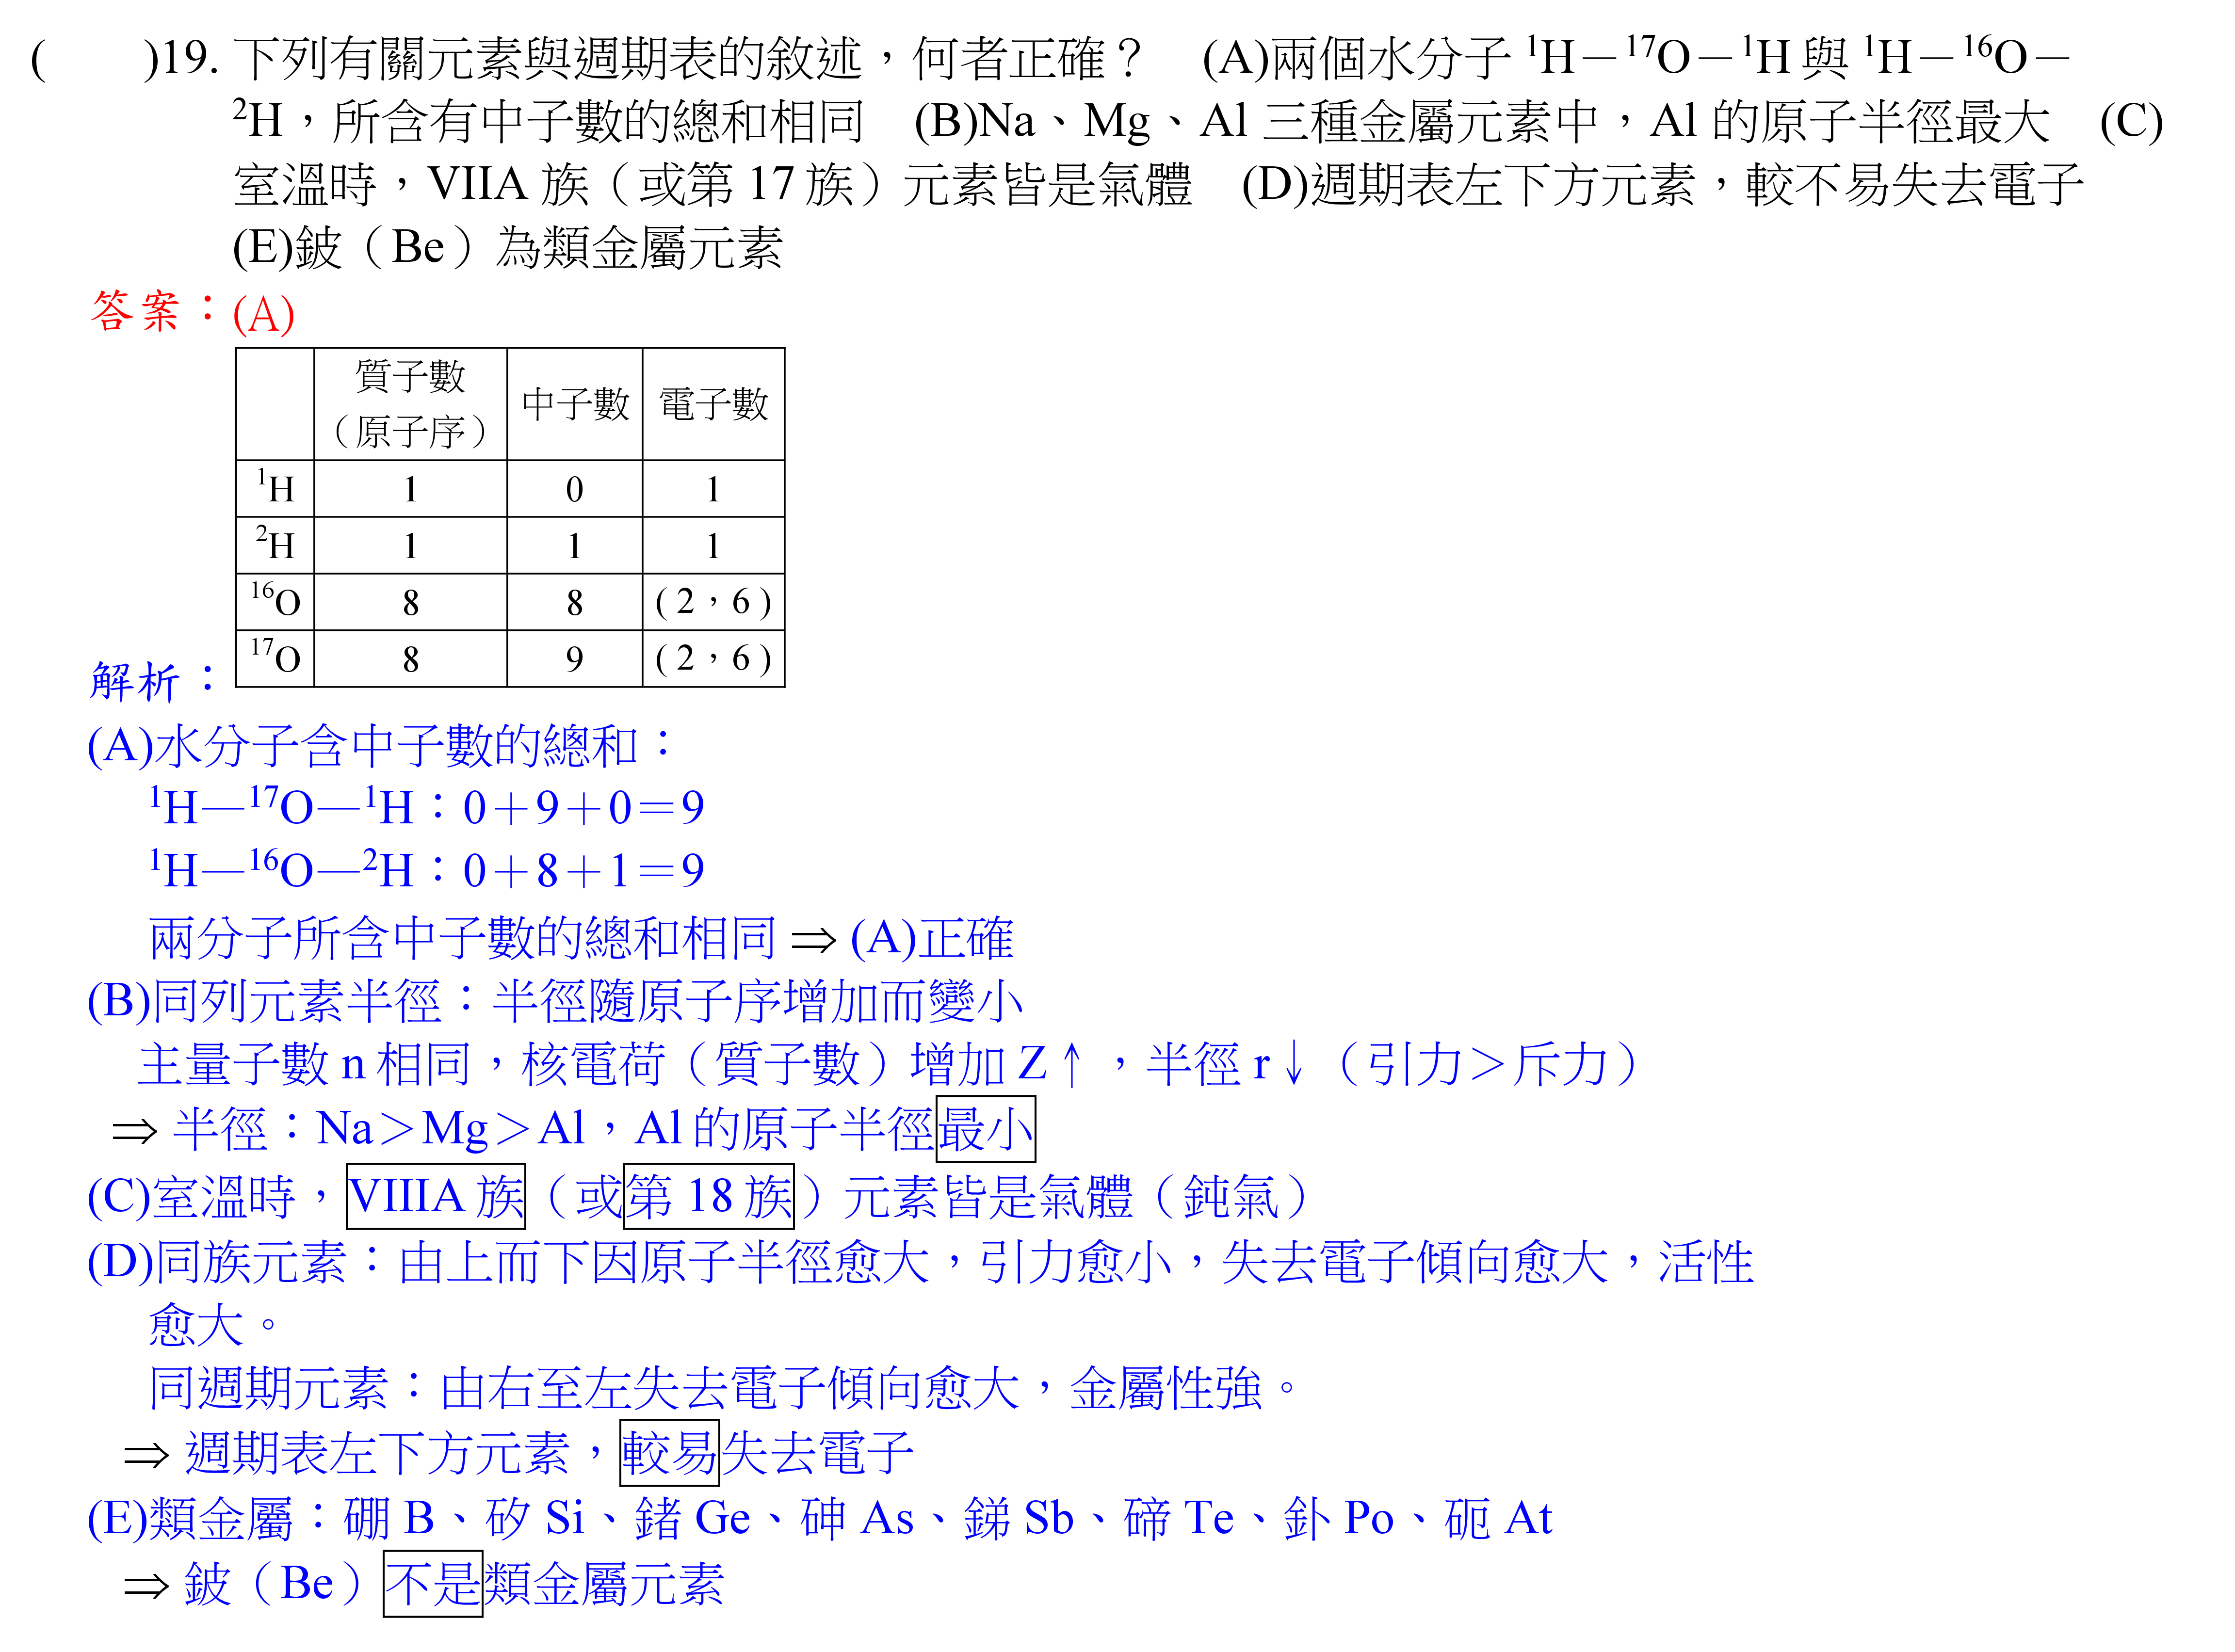 (　　)19. 下列有關元素與週期表的敘述，何者正確？　(A)兩個水分子 ¹H－¹⁷O－¹H 與 ¹H－¹⁶O－
²H，所含有中子數的總和相同　(B)Na、Mg、Al 三種金屬元素中，Al 的原子半徑最大　(C)
室溫時，VIIA 族（或第 17 族）元素皆是氣體　(D)週期表左下方元素，較不易失去電子
(E)鈹（Be）為類金屬元素
答案：(A)
質子數
（原子序） 中子數 電子數
¹H 1 0 1
²H 1 1 1
¹⁶O 8 8 (2，6)
¹⁷O 8 9 (2，6)
解析：
(A)水分子含中子數的總和：
¹H—¹⁷O—¹H：0＋9＋0＝9
¹H—¹⁶O—²H：0＋8＋1＝9
兩分子所含中子數的總和相同 ⇒ (A)正確
(B)同列元素半徑：半徑隨原子序增加而變小
主量子數 n 相同，核電荷（質子數）增加 Z↑，半徑 r↓（引力＞斥力）
⇒ 半徑：Na＞Mg＞Al，Al 的原子半徑最小
(C)室溫時，VIIIA 族（或第 18 族）元素皆是氣體（鈍氣）
(D)同族元素：由上而下因原子半徑愈大，引力愈小，失去電子傾向愈大，活性
愈大。
同週期元素：由右至左失去電子傾向愈大，金屬性強。
⇒ 週期表左下方元素，較易失去電子
(E)類金屬：硼 B、矽 Si、鍺 Ge、砷 As、銻 Sb、碲 Te、釙 Po、砈 At
⇒ 鈹（Be）不是類金屬元素